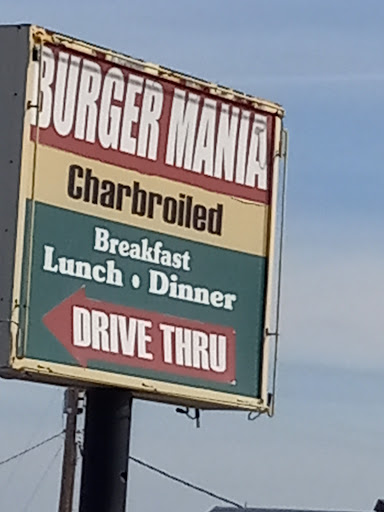 BURGER MANIA
Charbroiled
Breakfast
Lunch • Dinner
DRIVE THRU